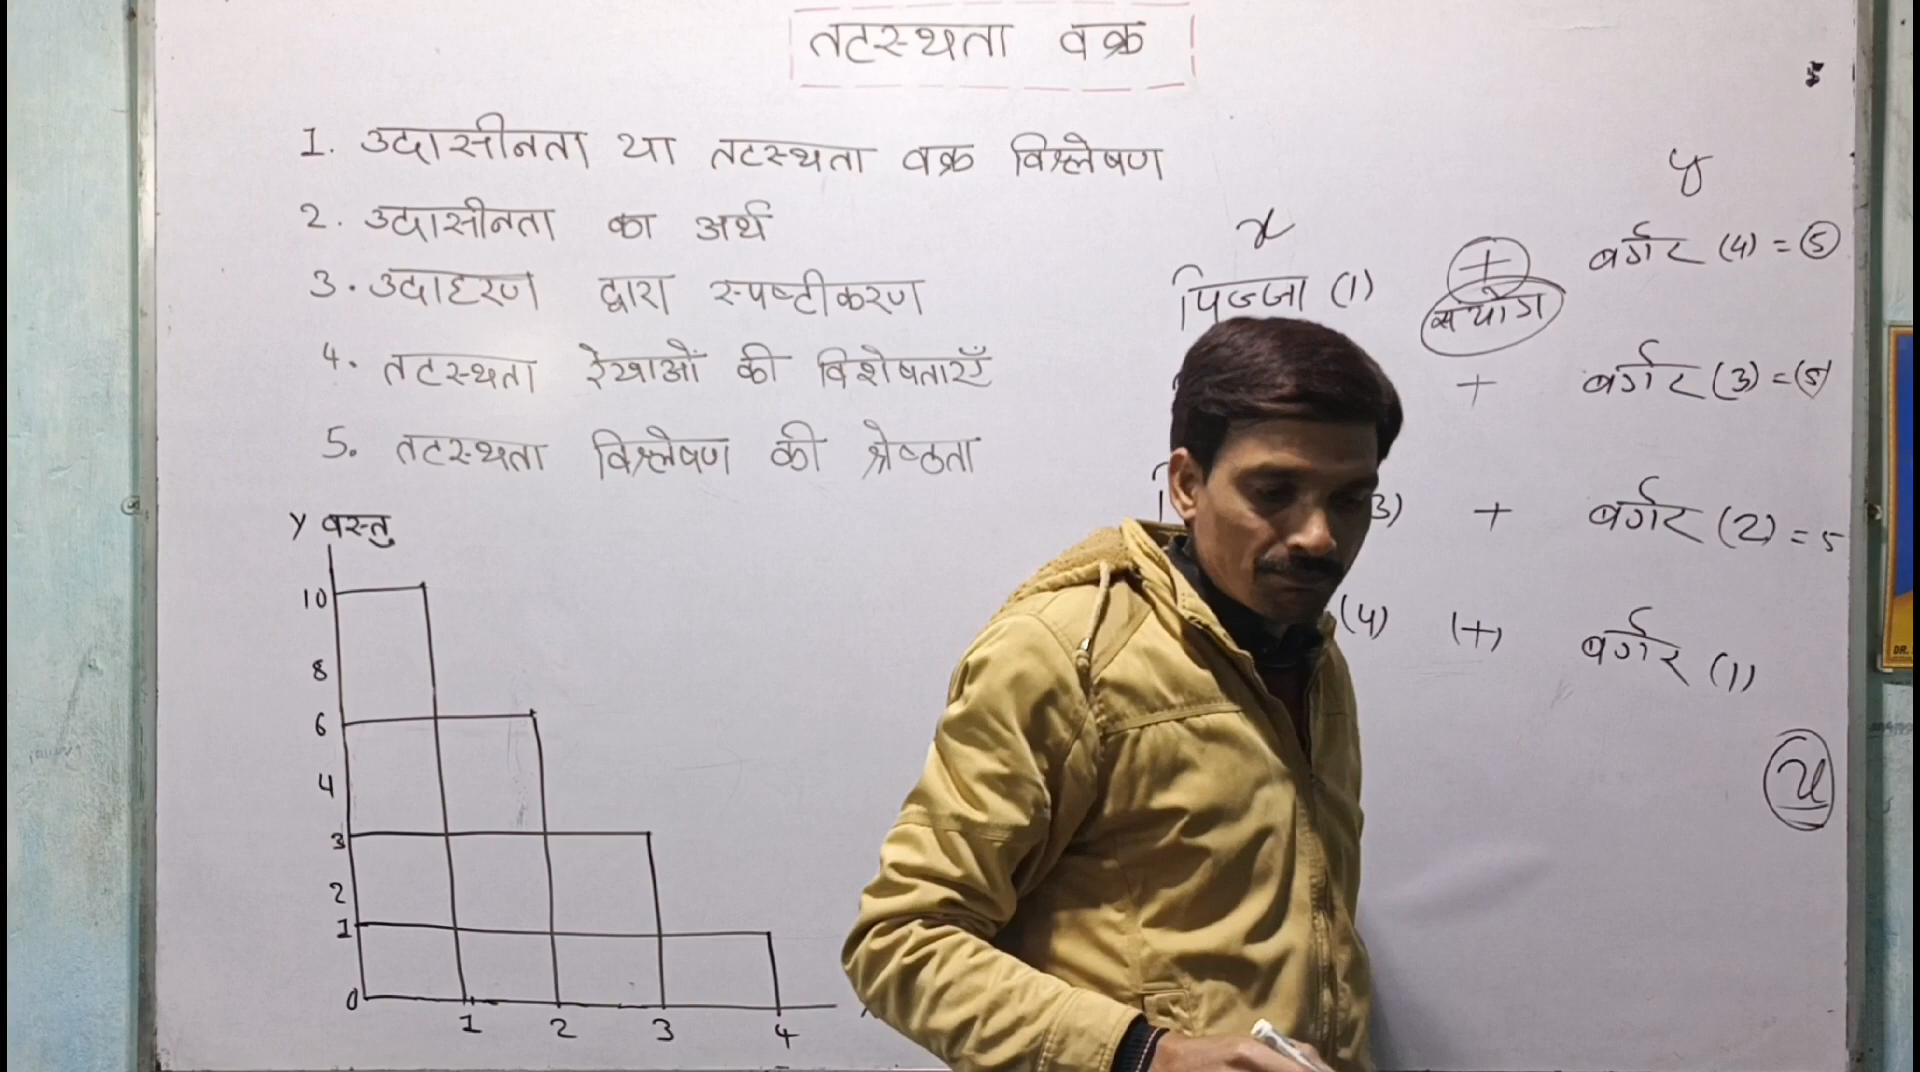 तटस्थता वक्र
1. उदासीनता या तटस्थता वक्र विश्लेषण
2. उदासीनता का अर्थ
3. उदाहरण द्वारा स्पष्टीकरण
4. तटस्थता रेखाओं की विशेषताएँ
5. तटस्थता विश्लेषण की श्रेष्ठता
x
y
पिज्जा (1) + बर्गर (4) = 5
संयोग
+ बर्गर (3) = (5)
3) + बर्गर (2) = 5
(4) (+) बर्गर (1)
y वस्तु
10
8
6
4
3
2
1
0
1 2 3 4
DR.